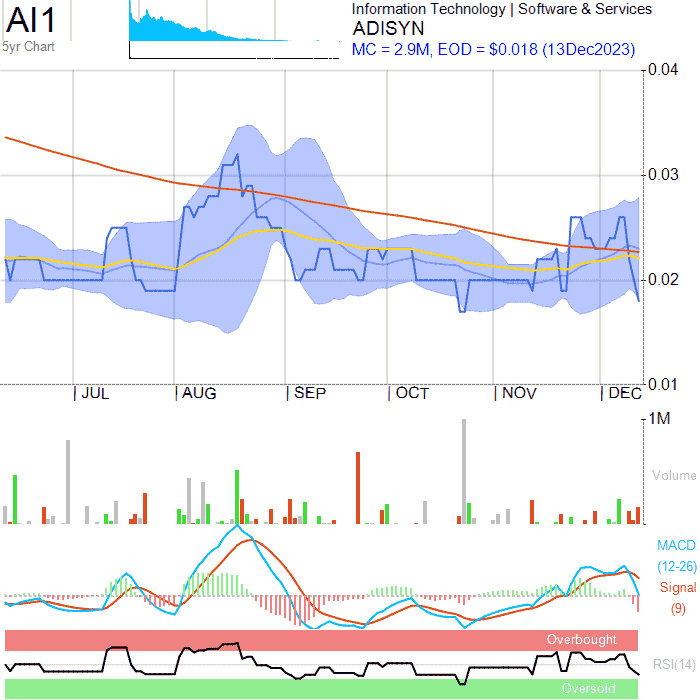 AI1
5yr Chart
Information Technology | Software & Services
ADISYN
MC = 2.9M, EOD = $0.018 (13Dec2023)
0.04
0.03
0.02
0.01
| JUL | AUG | SEP | OCT | NOV | DEC
1M
Volume
MACD
(12-26)
Signal
(9)
Overbought
RSI(14)
Oversold